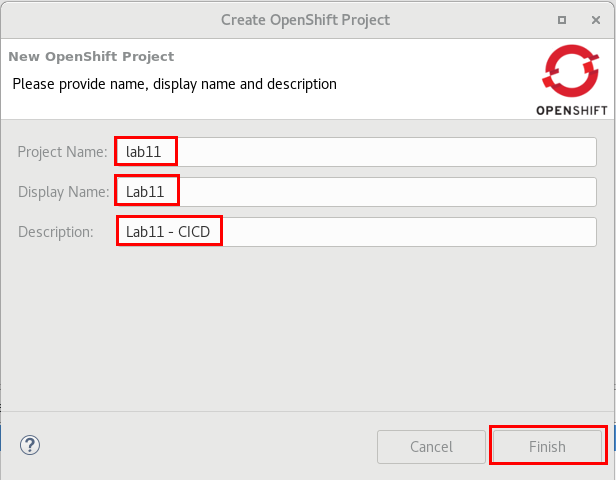 Create OpenShift Project
New OpenShift Project
Please provide name, display name and description
OPENSHIFT
Project Name: lab11
Display Name: Lab11
Description: Lab11 - CICD
? Cancel Finish